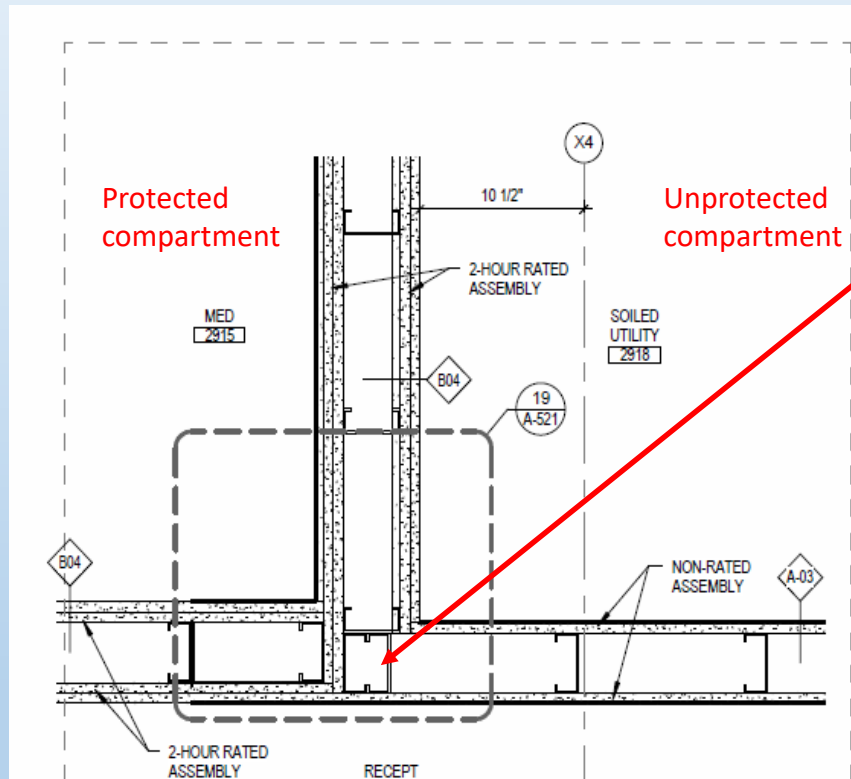 X4
Protected
compartment
10 1/2"
Unprotected
compartment
2-HOUR RATED
ASSEMBLY
MED
2915
SOILED
UTILITY
2918
B04
19
A-521
B04
NON-RATED
ASSEMBLY
A-03
2-HOUR RATED
ASSEMBLY
RECEPT